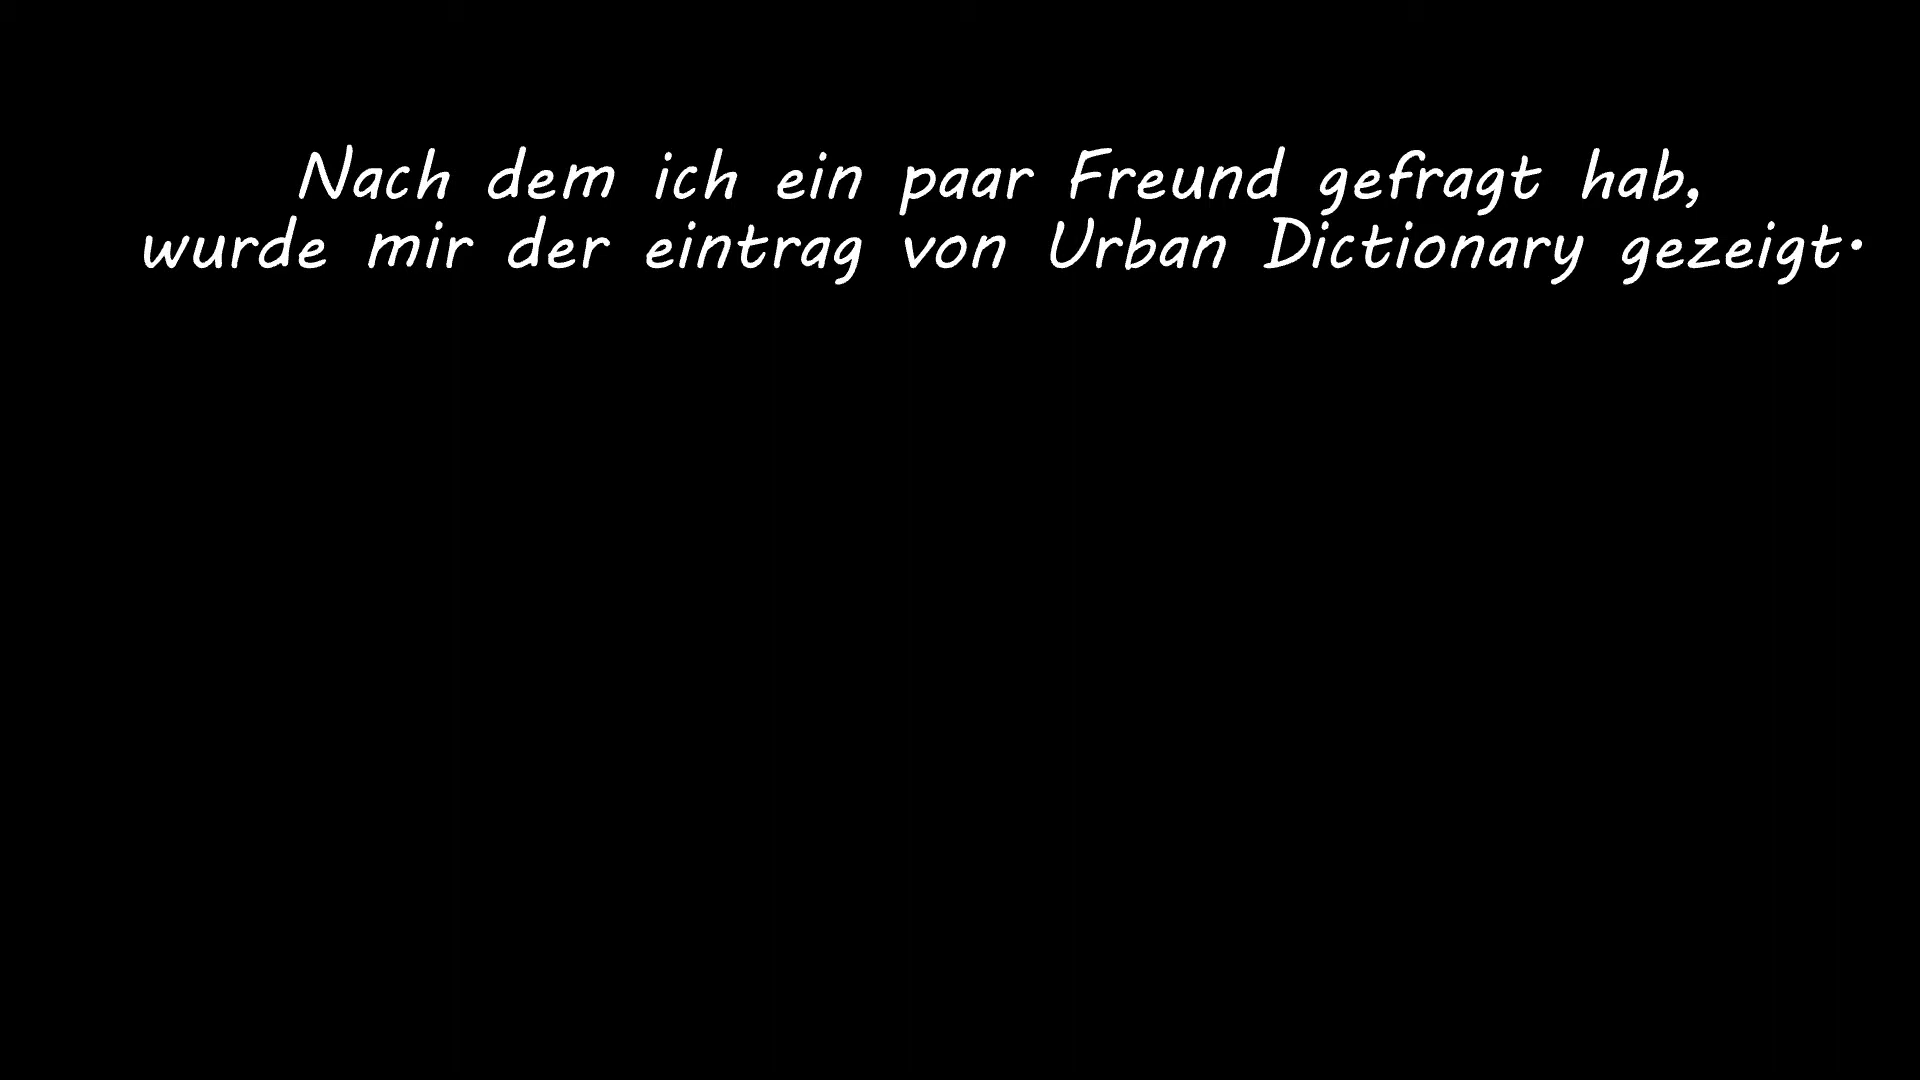 Nach dem ich ein paar Freund gefragt hab,
wurde mir der eintrag von Urban Dictionary gezeigt.